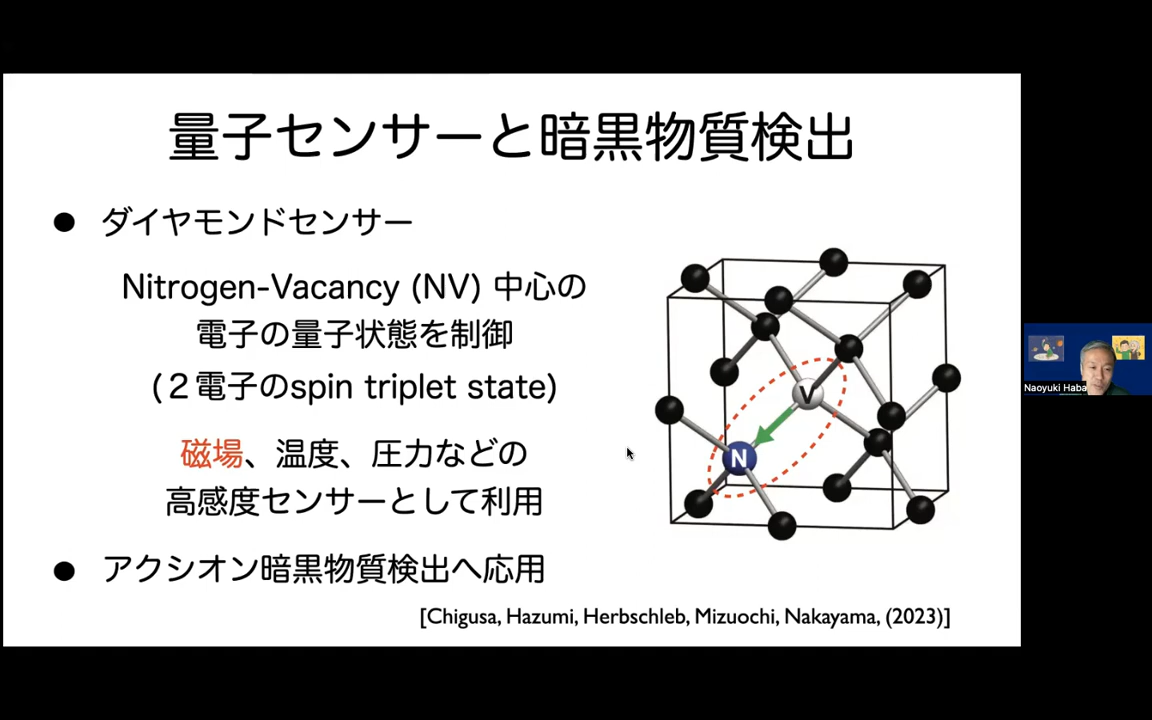 量子センサーと暗黒物質検出
● ダイヤモンドセンサー
Nitrogen-Vacancy (NV) 中心の
電子の量子状態を制御
(２電子のspin triplet state)
磁場、温度、圧力などの
高感度センサーとして利用
● アクシオン暗黒物質検出へ応用
[Chigusa, Hazumi, Herbschleb, Mizuochi, Nakayama, (2023)]
V
N
Naoyuki Haba